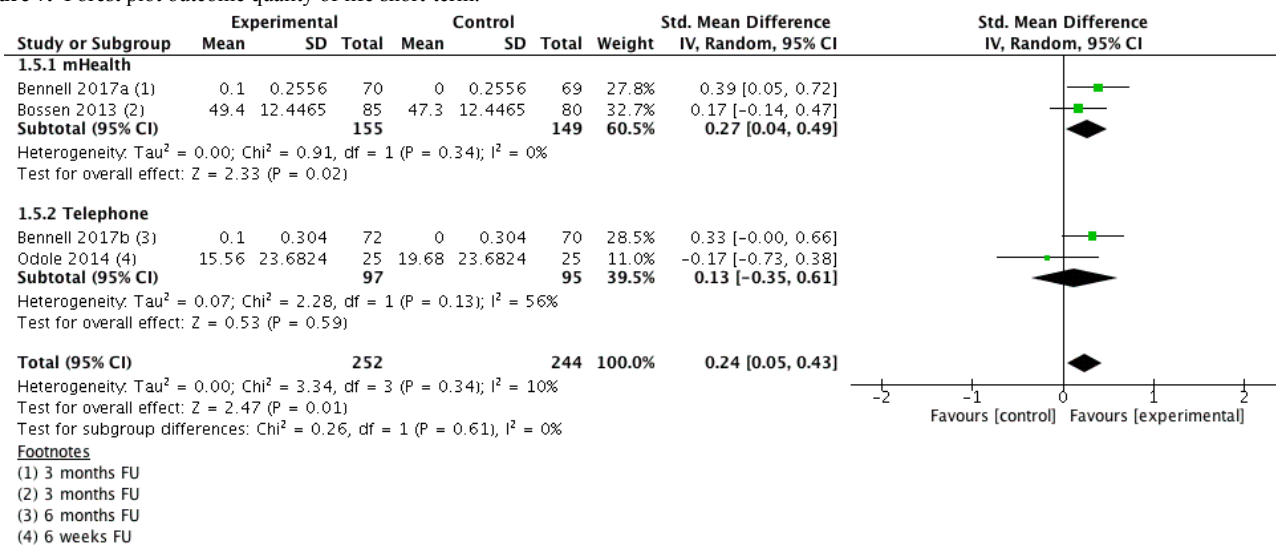 Forest plot outcome quality of life short term.
Experimental Control Std. Mean Difference Std. Mean Difference
Study or Subgroup Mean SD Total Mean SD Total Weight IV, Random, 95% CI IV, Random, 95% CI
1.5.1 mHealth
Bennell 2017a (1) 0.1 0.2556 70 0 0.2556 69 27.8% 0.39 [0.05, 0.72]
Bossen 2013 (2) 49.4 12.4465 85 47.3 12.4465 80 32.7% 0.17 [-0.14, 0.47]
Subtotal (95% CI) 155 149 60.5% 0.27 [0.04, 0.49]
Heterogeneity: Tau² = 0.00; Chi² = 0.91, df = 1 (P = 0.34); I² = 0%
Test for overall effect: Z = 2.33 (P = 0.02)
1.5.2 Telephone
Bennell 2017b (3) 0.1 0.304 72 0 0.304 70 28.5% 0.33 [-0.00, 0.66]
Odole 2014 (4) 15.56 23.6824 25 19.68 23.6824 25 11.0% -0.17 [-0.73, 0.38]
Subtotal (95% CI) 97 95 39.5% 0.13 [-0.35, 0.61]
Heterogeneity: Tau² = 0.07; Chi² = 2.28, df = 1 (P = 0.13); I² = 56%
Test for overall effect: Z = 0.53 (P = 0.59)
Total (95% CI) 252 244 100.0% 0.24 [0.05, 0.43]
Heterogeneity: Tau² = 0.00; Chi² = 3.34, df = 3 (P = 0.34); I² = 10%
-2 -1 0 1 2
Test for overall effect: Z = 2.47 (P = 0.01)
Favours [control] Favours [experimental]
Test for subgroup differences: Chi² = 0.26, df = 1 (P = 0.61), I² = 0%
Footnotes
(1) 3 months FU
(2) 3 months FU
(3) 6 months FU
(4) 6 weeks FU